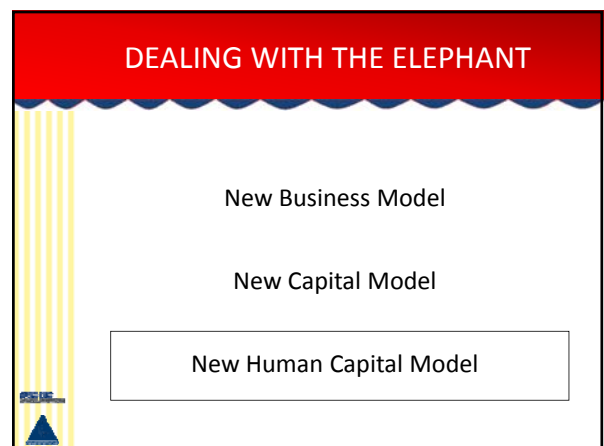 DEALING WITH THE ELEPHANT
New Business Model
New Capital Model
New Human Capital Model